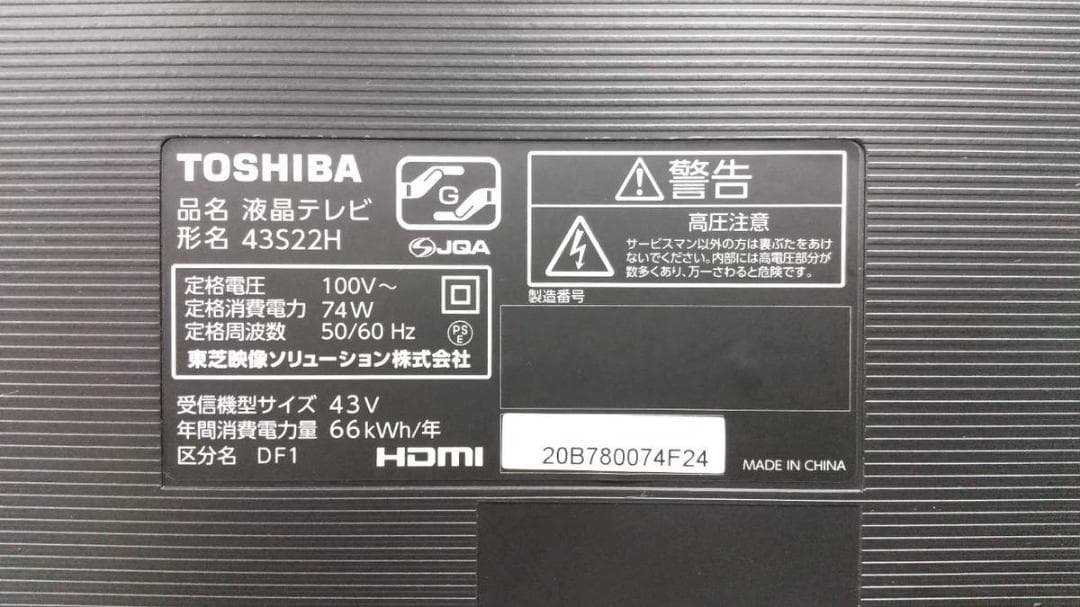 TOSHIBA
品名 液晶テレビ
形名 43S22H
G
JQA
定格電圧 100V～
定格消費電力 74W
定格周波数 50/60 Hz
PS
E
東芝映像ソリューション株式会社
受信機型サイズ 43V
年間消費電力量 66kWh/年
区分名 DF1
HDMI
警告
高圧注意
サービスマン以外の方は裏ぶたをあけ
ないでください。内部には高電圧部分が
数多くあり、万一さわると危険です。
製造番号
20B780074F24
MADE IN CHINA